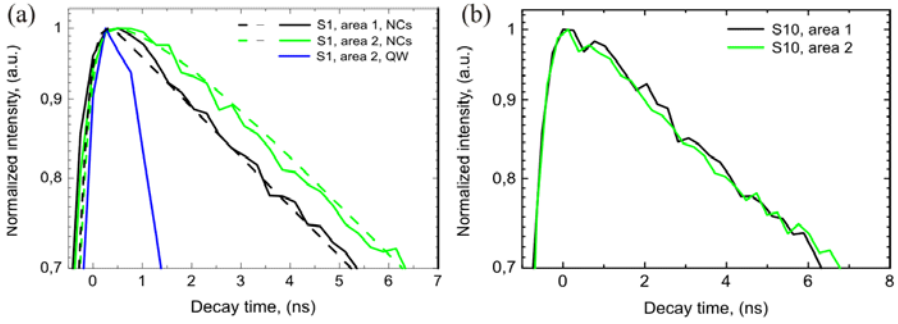 (a)
S1, area 1, NCs
S1, area 2, NCs
S1, area 2, QW
Normalized intensity, (a.u.)
1
0,9
0,8
0,7
0 1 2 3 4 5 6 7
Decay time, (ns)
(b)
S10, area 1
S10, area 2
Normalized intensity, (a.u.)
1
0,9
0,8
0,7
0 2 4 6 8
Decay time, (ns)